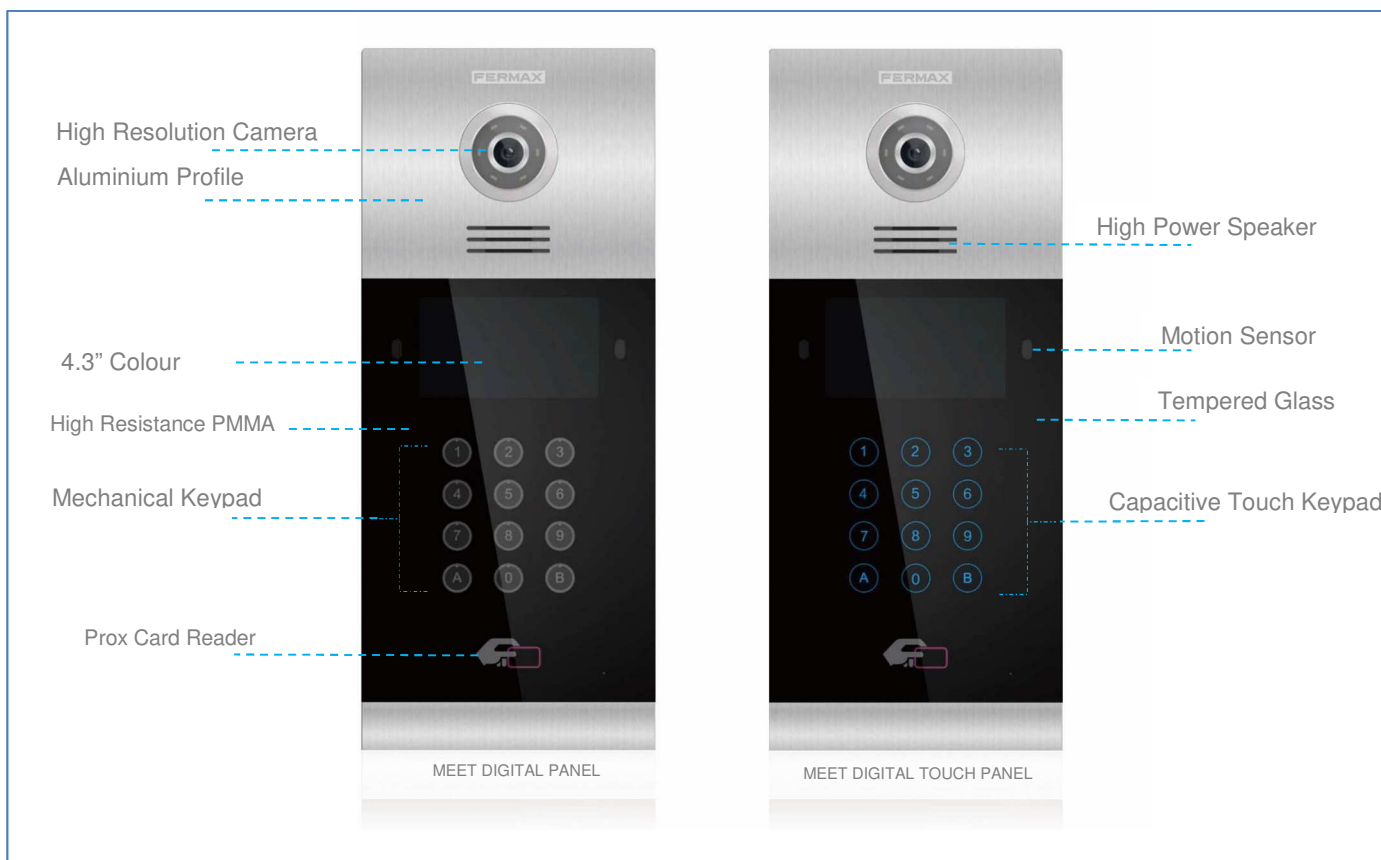 FERMAX
FERMAX
High Resolution Camera
Aluminium Profile
High Power Speaker
Motion Sensor
4.3” Colour
Tempered Glass
High Resistance PMMA
1 2 3
1 2 3
4 5 6
4 5 6
Mechanical Keypad
Capacitive Touch Keypad
7 8 9
7 8 9
A 0 B
A 0 B
Prox Card Reader
MEET DIGITAL PANEL
MEET DIGITAL TOUCH PANEL